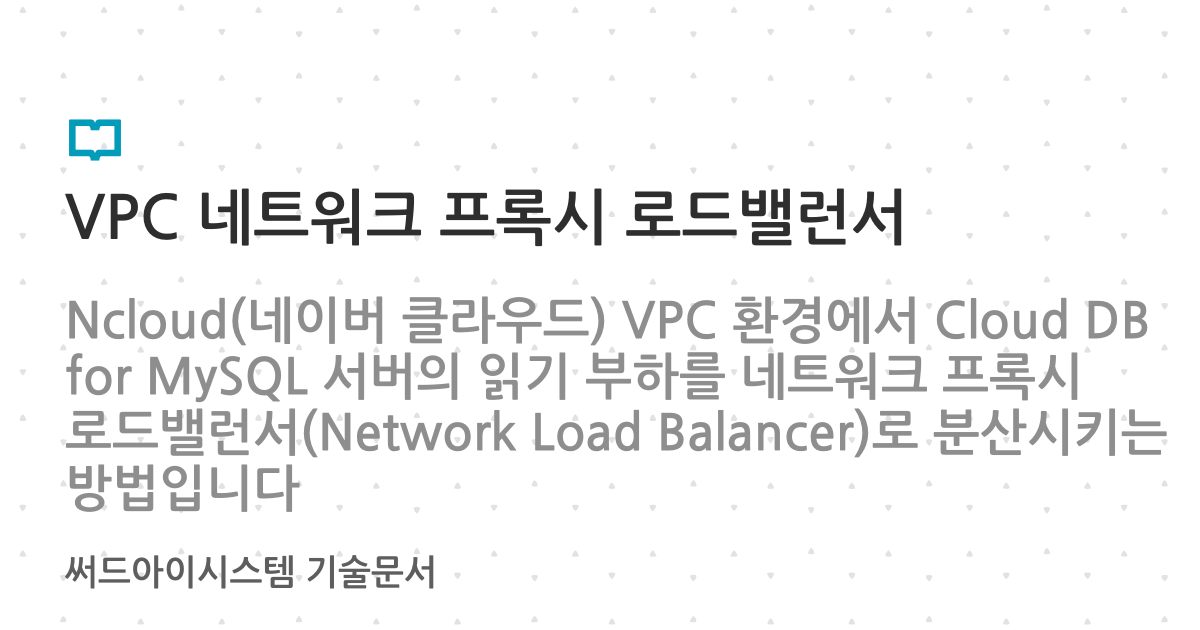 VPC 네트워크 프록시 로드밸런서
Ncloud(네이버 클라우드) VPC 환경에서 Cloud DB
for MySQL 서버의 읽기 부하를 네트워크 프록시
로드밸런서(Network Load Balancer)로 분산시키는
방법입니다
써드아이시스템 기술문서